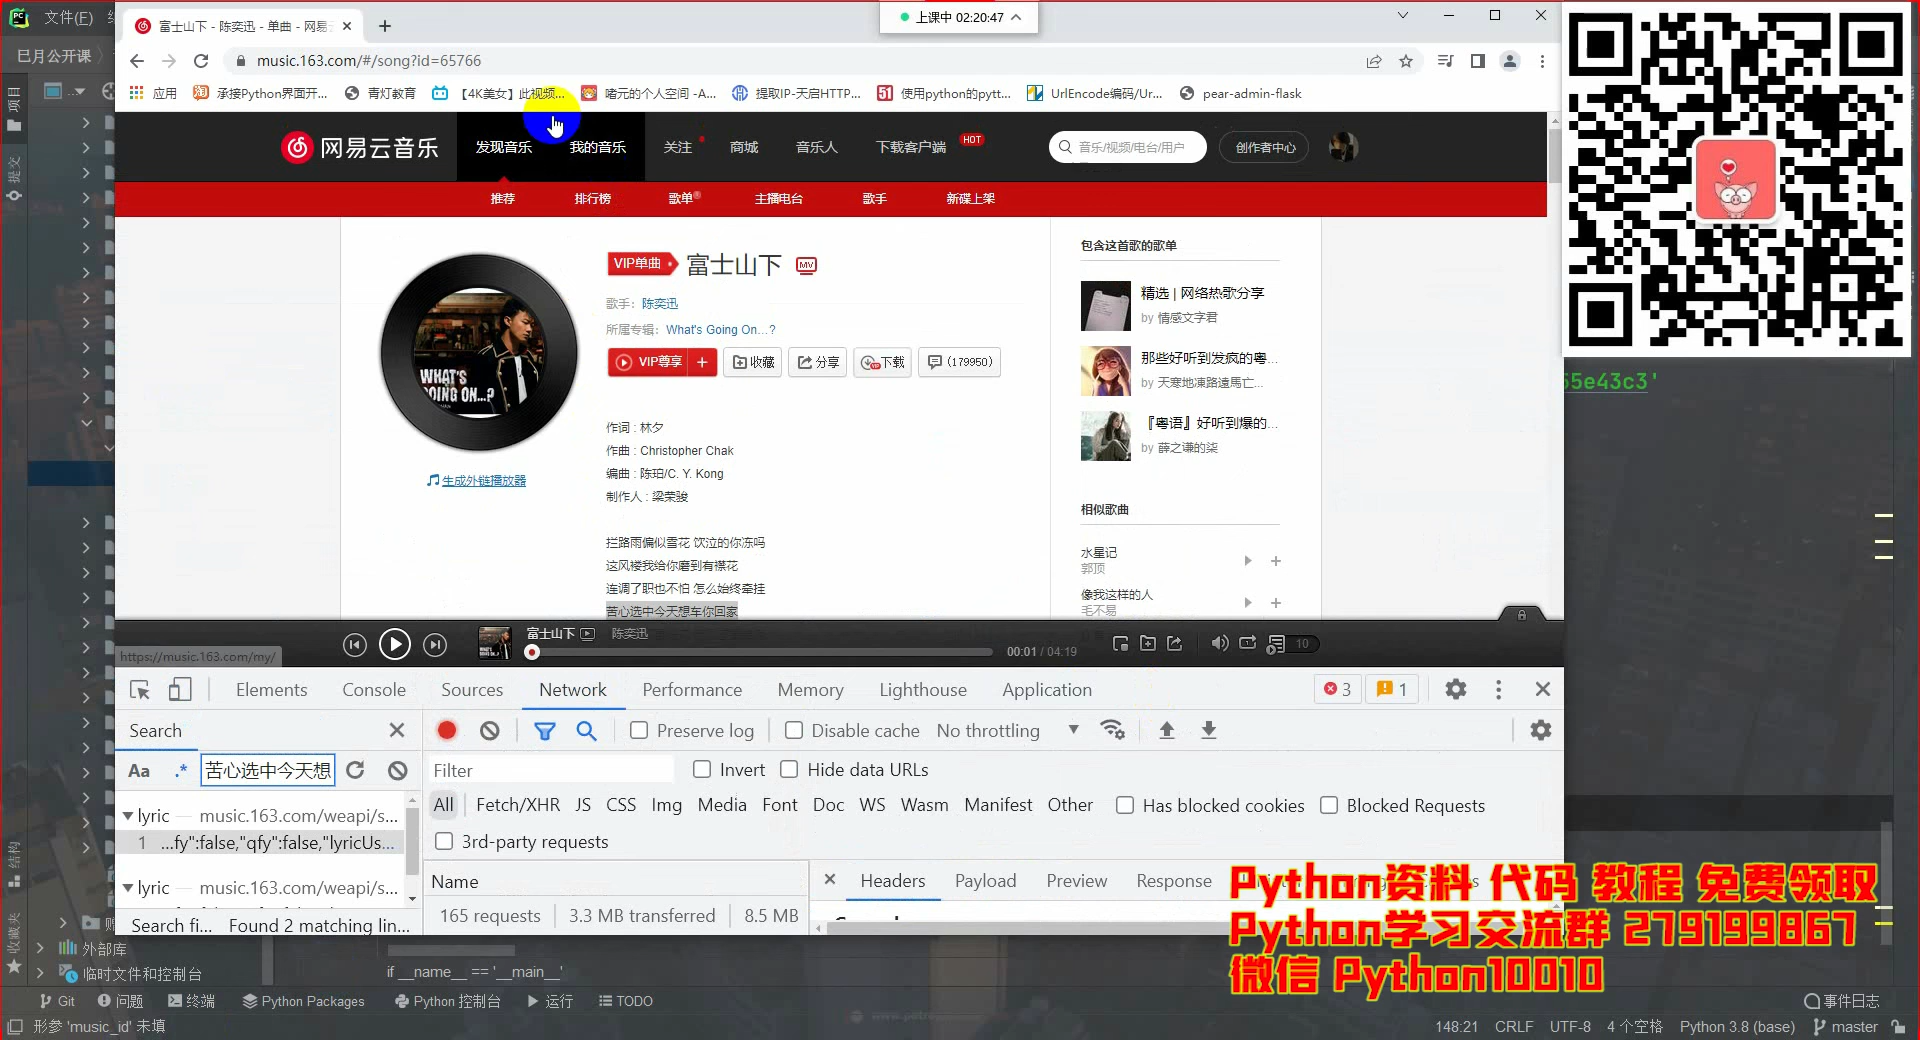 文件(F)
富士山下 - 陈奕迅 - 单曲 - 网易
上课中 02:20:47
巳月公开课
music.163.com/#/song?id=65766
应用
承接Python界面开...
青灯教育
【4K美女】此视频...
啫元的个人空间 -A...
提取IP-天启HTTP...
使用python的pytt...
UrlEncode编码/Ur...
pear-admin-flask
项目
提交
网易云音乐
发现音乐
我的音乐
关注
商城
音乐人
下载客户端
HOT
音乐/视频/电台/用户
创作者中心
推荐
排行榜
歌单
主播电台
歌手
新碟上架
VIP单曲
富士山下
MV
歌手：陈奕迅
所属专辑：What's Going On...?
VIP尊享
收藏
分享
下载
(179950)
WHAT'S
GOING ON...?
生成外链播放器
作词 : 林夕
作曲 : Christopher Chak
编曲 : 陈珀/C. Y. Kong
制作人 : 梁荣骏
拦路雨偏似雪花 饮泣的你冻吗
这风褛我给你磨到有襟花
连调了职也不怕 怎么始终牵挂
苦心选中今天想车你回家
包含这首歌的歌单
精选 | 网络热歌分享
by 情感文字君
那些好听到发疯的粤...
by 天寒地凍路遠馬亡...
『粤语』好听到爆的...
by 薛之谦的柒
相似歌曲
水星记
郭顶
像我这样的人
毛不易
55e43c3'
富士山下
陈奕迅
00:01 / 04:19
10
https://music.163.com/my/
Elements
Console
Sources
Network
Performance
Memory
Lighthouse
Application
3
1
Search
Preserve log
Disable cache
No throttling
Aa
.*
苦心选中今天想
Filter
Invert
Hide data URLs
All
Fetch/XHR
JS
CSS
Img
Media
Font
Doc
WS
Wasm
Manifest
Other
Has blocked cookies
Blocked Requests
3rd-party requests
lyric — music.163.com/weapi/s...
1 ...fy":false,"qfy":false,"lyricUs...
lyric — music.163.com/weapi/s...
Search fi...
Found 2 matching lin...
Name
165 requests
3.3 MB transferred
8.5 MB
Headers
Payload
Preview
Response
Python资料 代码 教程 免费领取
Python学习交流群 279199867
微信 Python10010
结构
收藏夹
外部库
临时文件和控制台
if __name__ == '__main__'
Git
问题
终端
Python Packages
Python 控制台
运行
TODO
事件日志
形参 'music_id' 未填
148:21
CRLF
UTF-8
4 个空格
Python 3.8 (base)
master